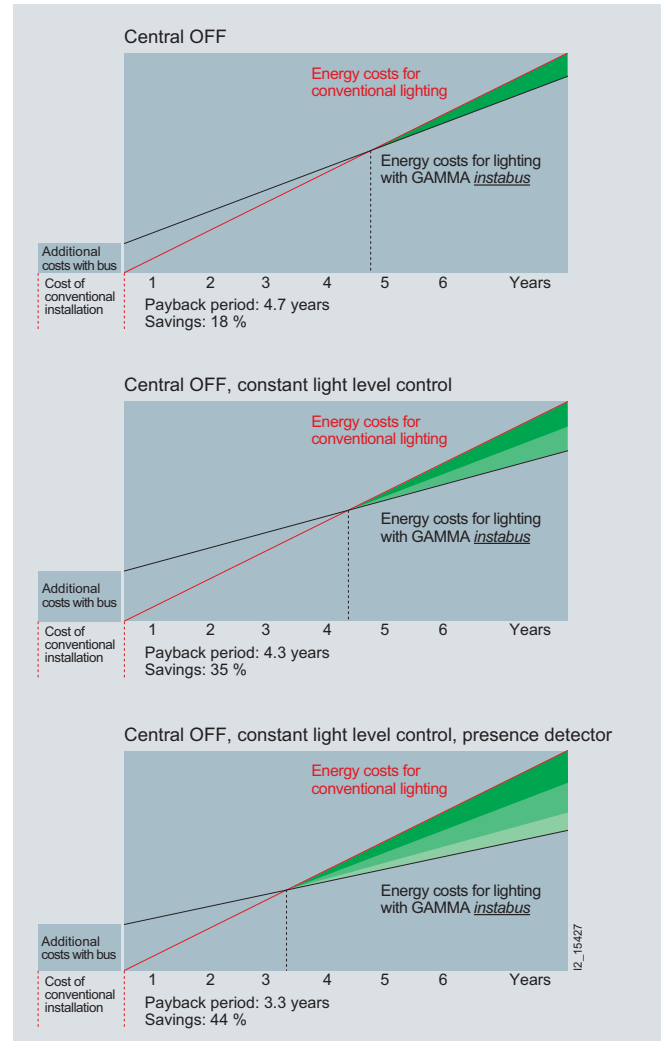 Central OFF
Energy costs for
conventional lighting
Energy costs for lighting
with GAMMA instabus
Additional
costs with bus
Cost of
conventional
installation
1 2 3 4 5 6 Years
Payback period: 4.7 years
Savings: 18 %
Central OFF, constant light level control
Energy costs for
conventional lighting
Energy costs for lighting
with GAMMA instabus
Additional
costs with bus
Cost of
conventional
installation
1 2 3 4 5 6 Years
Payback period: 4.3 years
Savings: 35 %
Central OFF, constant light level control, presence detector
Energy costs for
conventional lighting
Energy costs for lighting
with GAMMA instabus
Additional
costs with bus
Cost of
conventional
installation
1 2 3 4 5 6 Years
Payback period: 3.3 years
Savings: 44 %
I2_15427